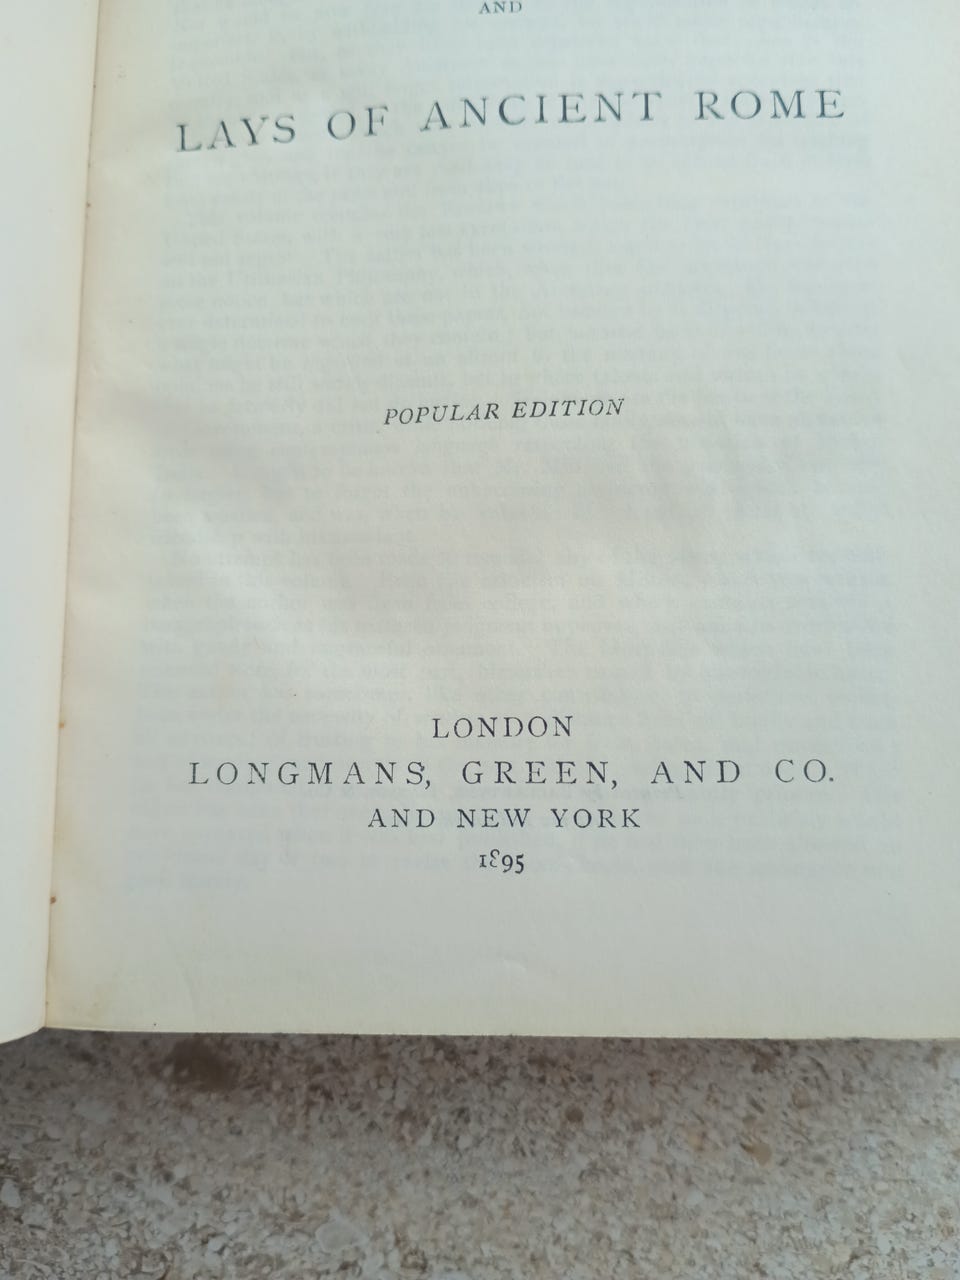 AND
LAYS OF ANCIENT ROME
POPULAR EDITION
LONDON
LONGMANS, GREEN, AND CO.
AND NEW YORK
1895